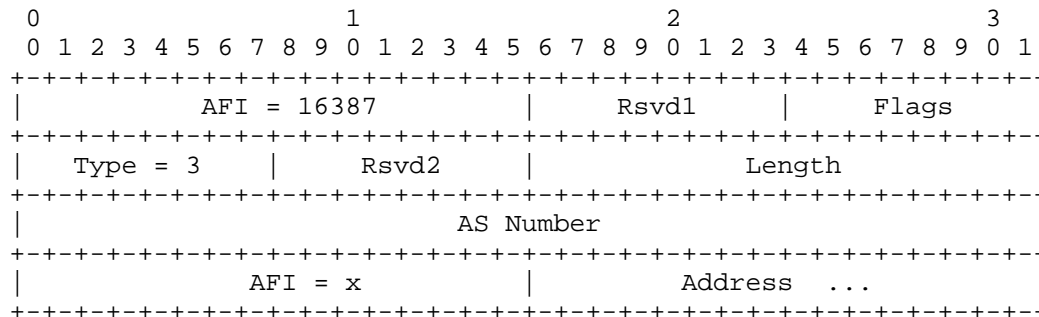 0                   1                   2                   3
 0 1 2 3 4 5 6 7 8 9 0 1 2 3 4 5 6 7 8 9 0 1 2 3 4 5 6 7 8 9 0 1
+-+-+-+-+-+-+-+-+-+-+-+-+-+-+-+-+-+-+-+-+-+-+-+-+-+-+-+-+-+-+-+--
|           AFI = 16387         |     Rsvd1     |     Flags
+-+-+-+-+-+-+-+-+-+-+-+-+-+-+-+-+-+-+-+-+-+-+-+-+-+-+-+-+-+-+-+--
|   Type = 3    |     Rsvd2     |             Length
+-+-+-+-+-+-+-+-+-+-+-+-+-+-+-+-+-+-+-+-+-+-+-+-+-+-+-+-+-+-+-+--
|                           AS Number
+-+-+-+-+-+-+-+-+-+-+-+-+-+-+-+-+-+-+-+-+-+-+-+-+-+-+-+-+-+-+-+--
|              AFI = x          |         Address  ...
+-+-+-+-+-+-+-+-+-+-+-+-+-+-+-+-+-+-+-+-+-+-+-+-+-+-+-+-+-+-+-+--